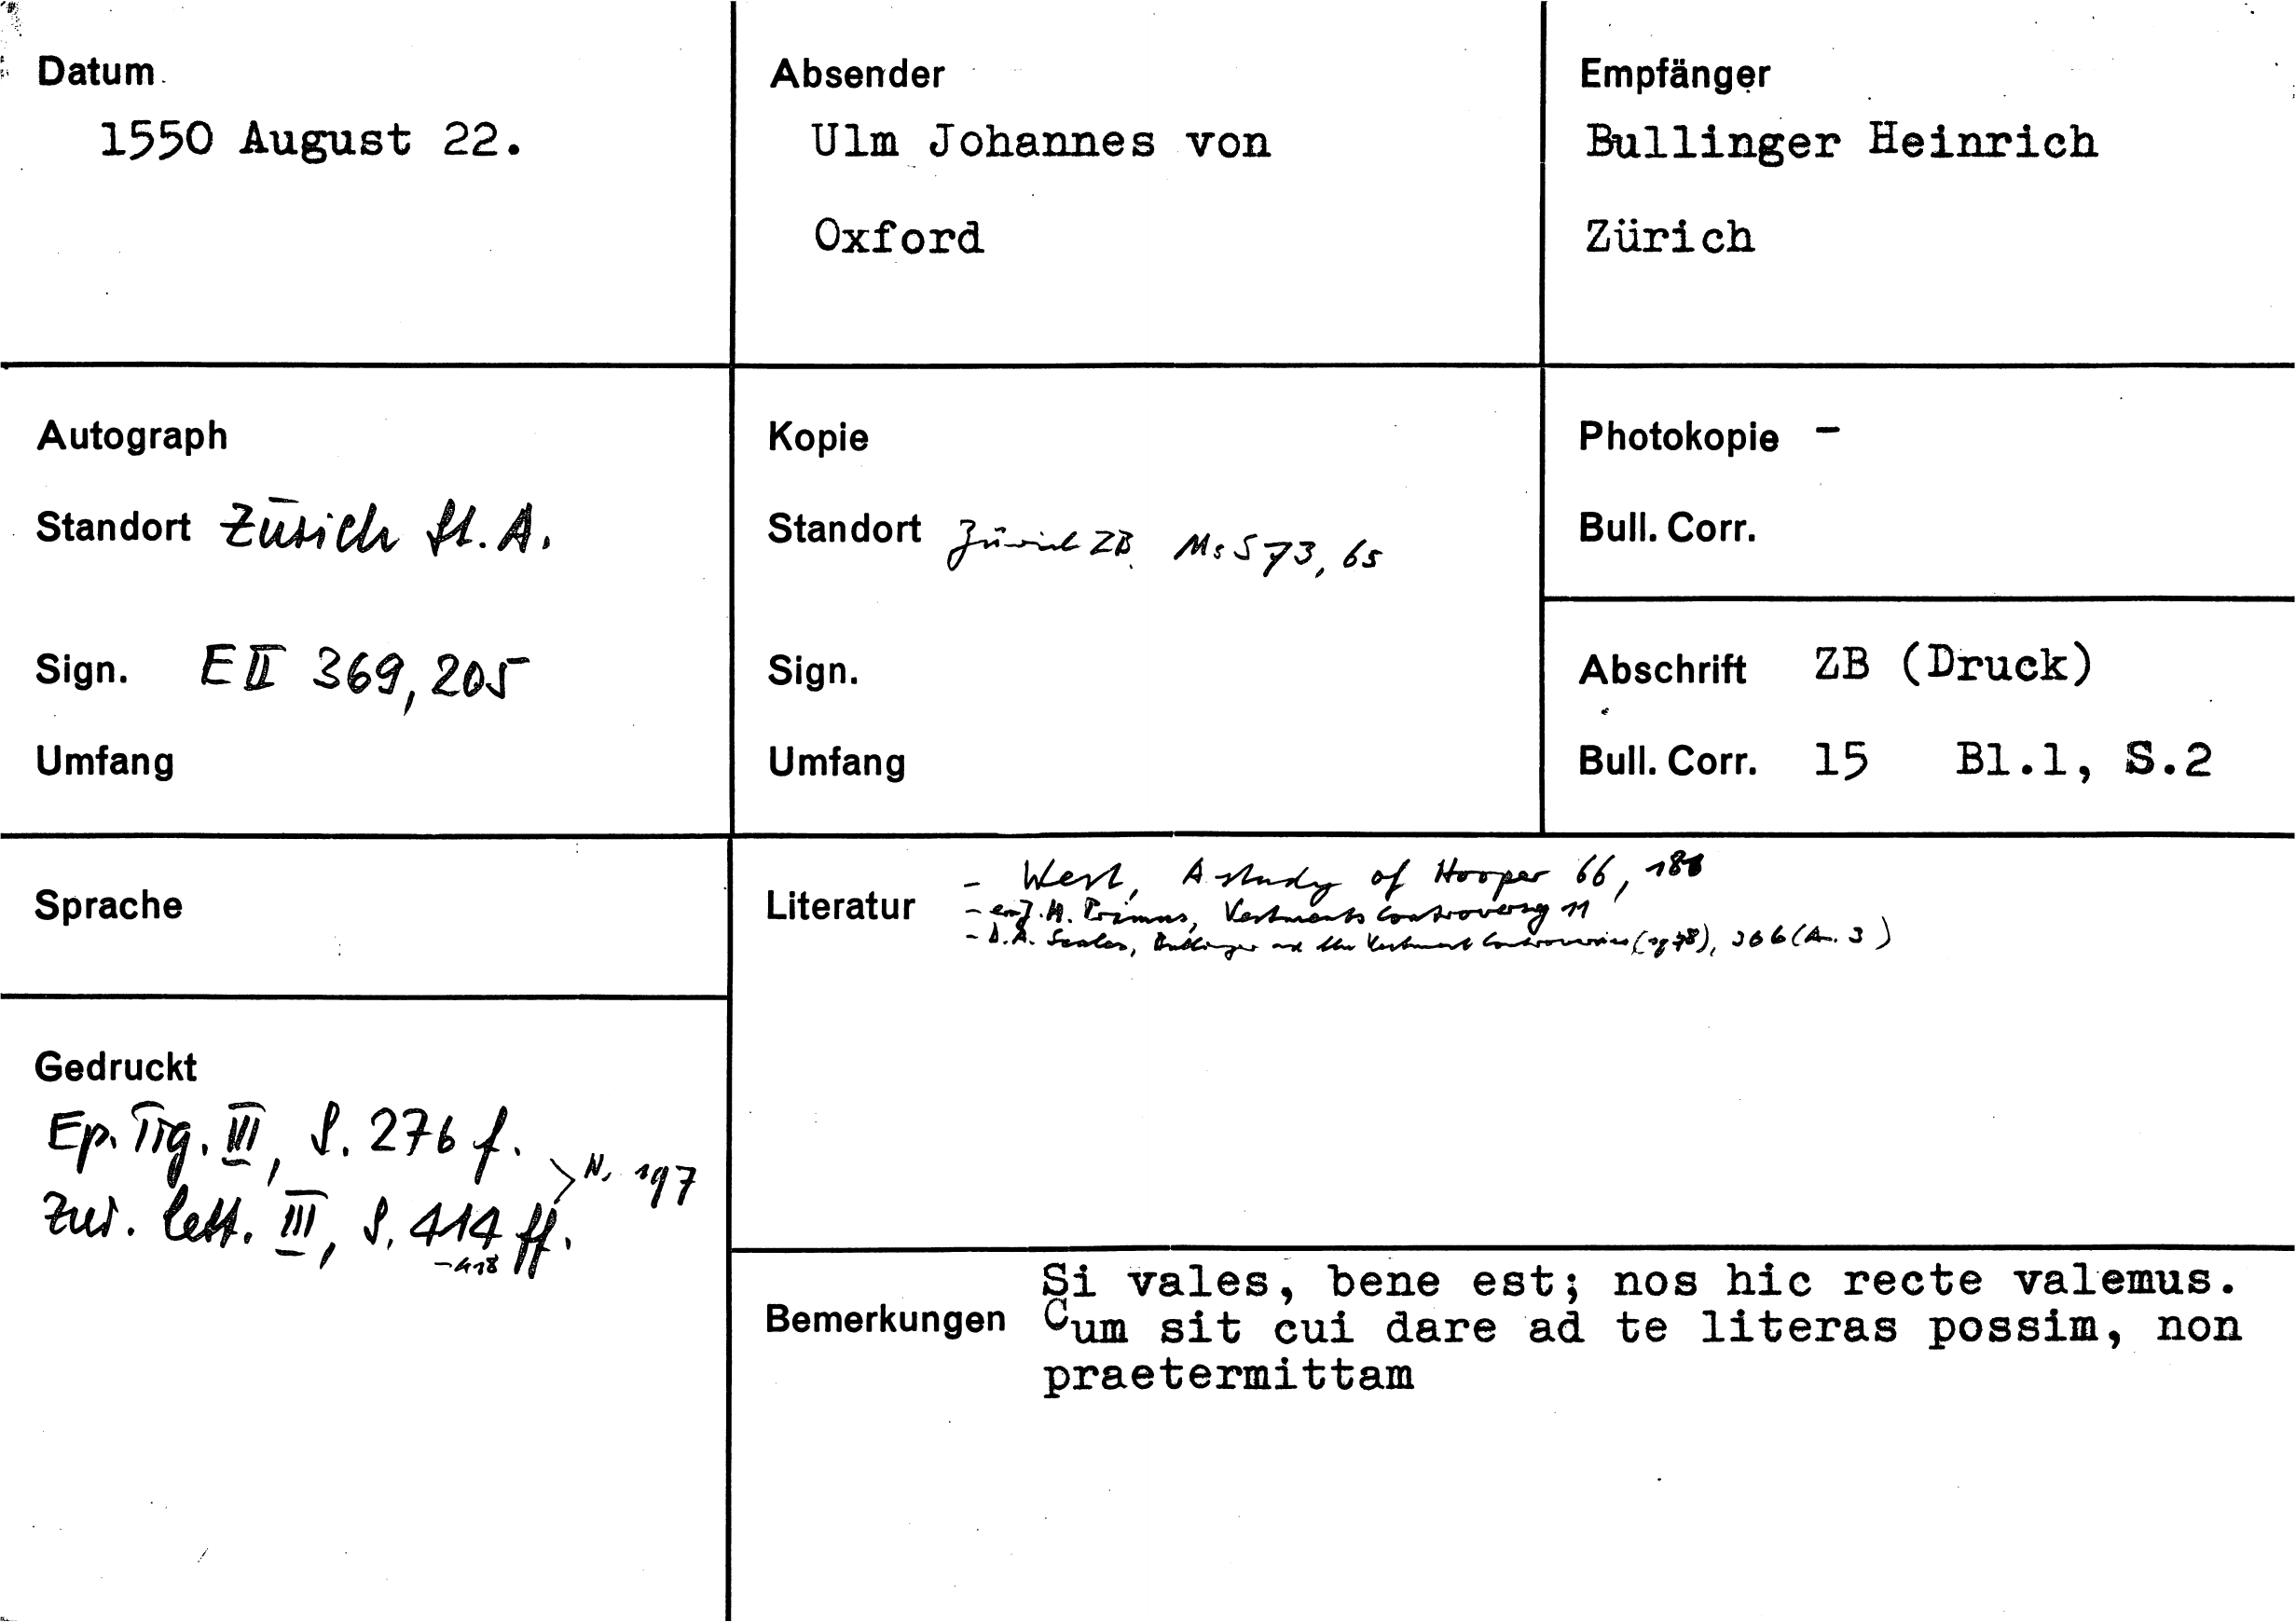 Datum
1550 August 22.
Absender
Ulm Johannes von
Oxford
Empfänger
Bullinger Heinrich
Zürich
Autograph
Standort Zürich St. A.
Sign. E II 369, 205
Umfang
Kopie
Standort Zürich ZB. Ms S 73, 65
Sign.
Umfang
Photokopie -
Bull. Corr.
Abschrift ZB (Druck)
Bull. Corr. 15 Bl.1, S.2
Sprache
Literatur - West, A study of Hooper 66,
- H. Primus, Vestments Controversy 11
- D.A. Scales, Bullinger and the Vestment (1978), 366 (A. 3)
Gedruckt
Ep. Tig. III, S. 276 f.
N. 197
Zur. lett. III, S. 414 ff.
-418
Bemerkungen
Si vales, bene est; nos hic recte valemus.
Cum sit cui dare ad te literas possim, non
praetermittam